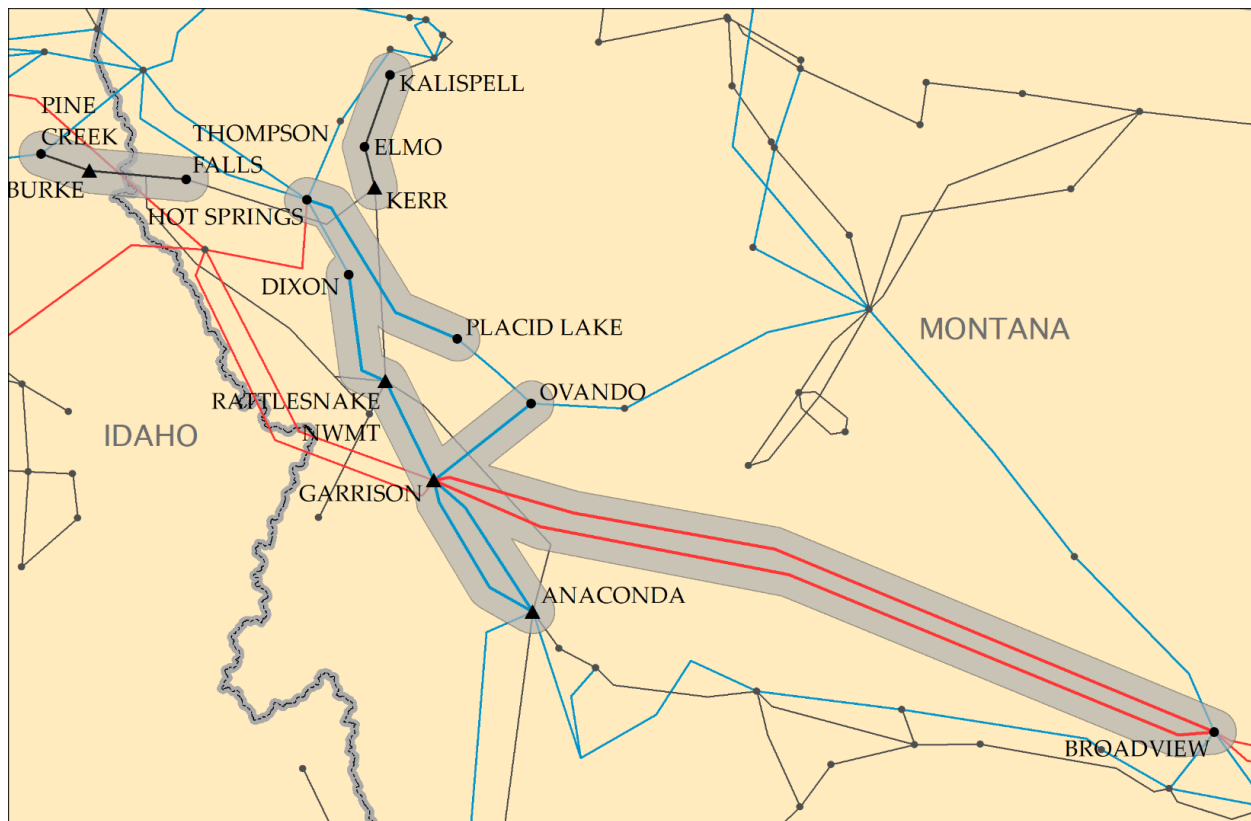 KALISPELL
PINE
CREEK
THOMPSON
FALLS
ELMO
BURKE
KERR
HOT SPRINGS
DIXON
PLACID LAKE
MONTANA
OVANDO
RATTLESNAKE
NWMT
IDAHO
GARRISON
ANACONDA
BROADVIEW